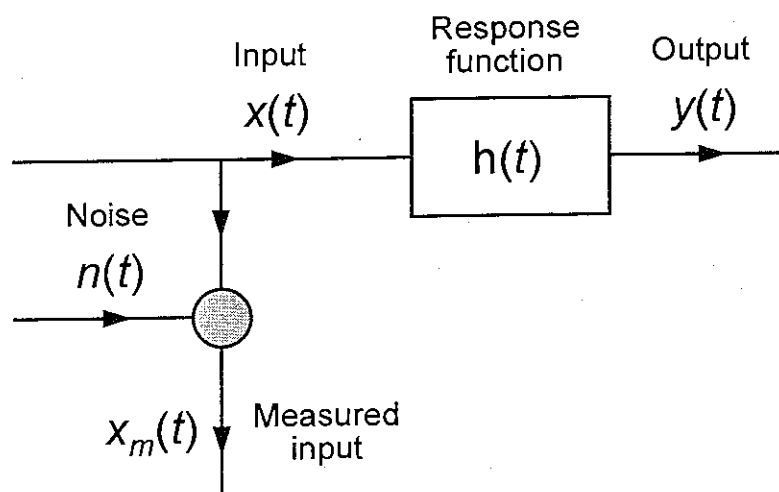 Input
x(t)
Response
function
h(t)
Output
y(t)
Noise
n(t)
x_m(t)
Measured
input